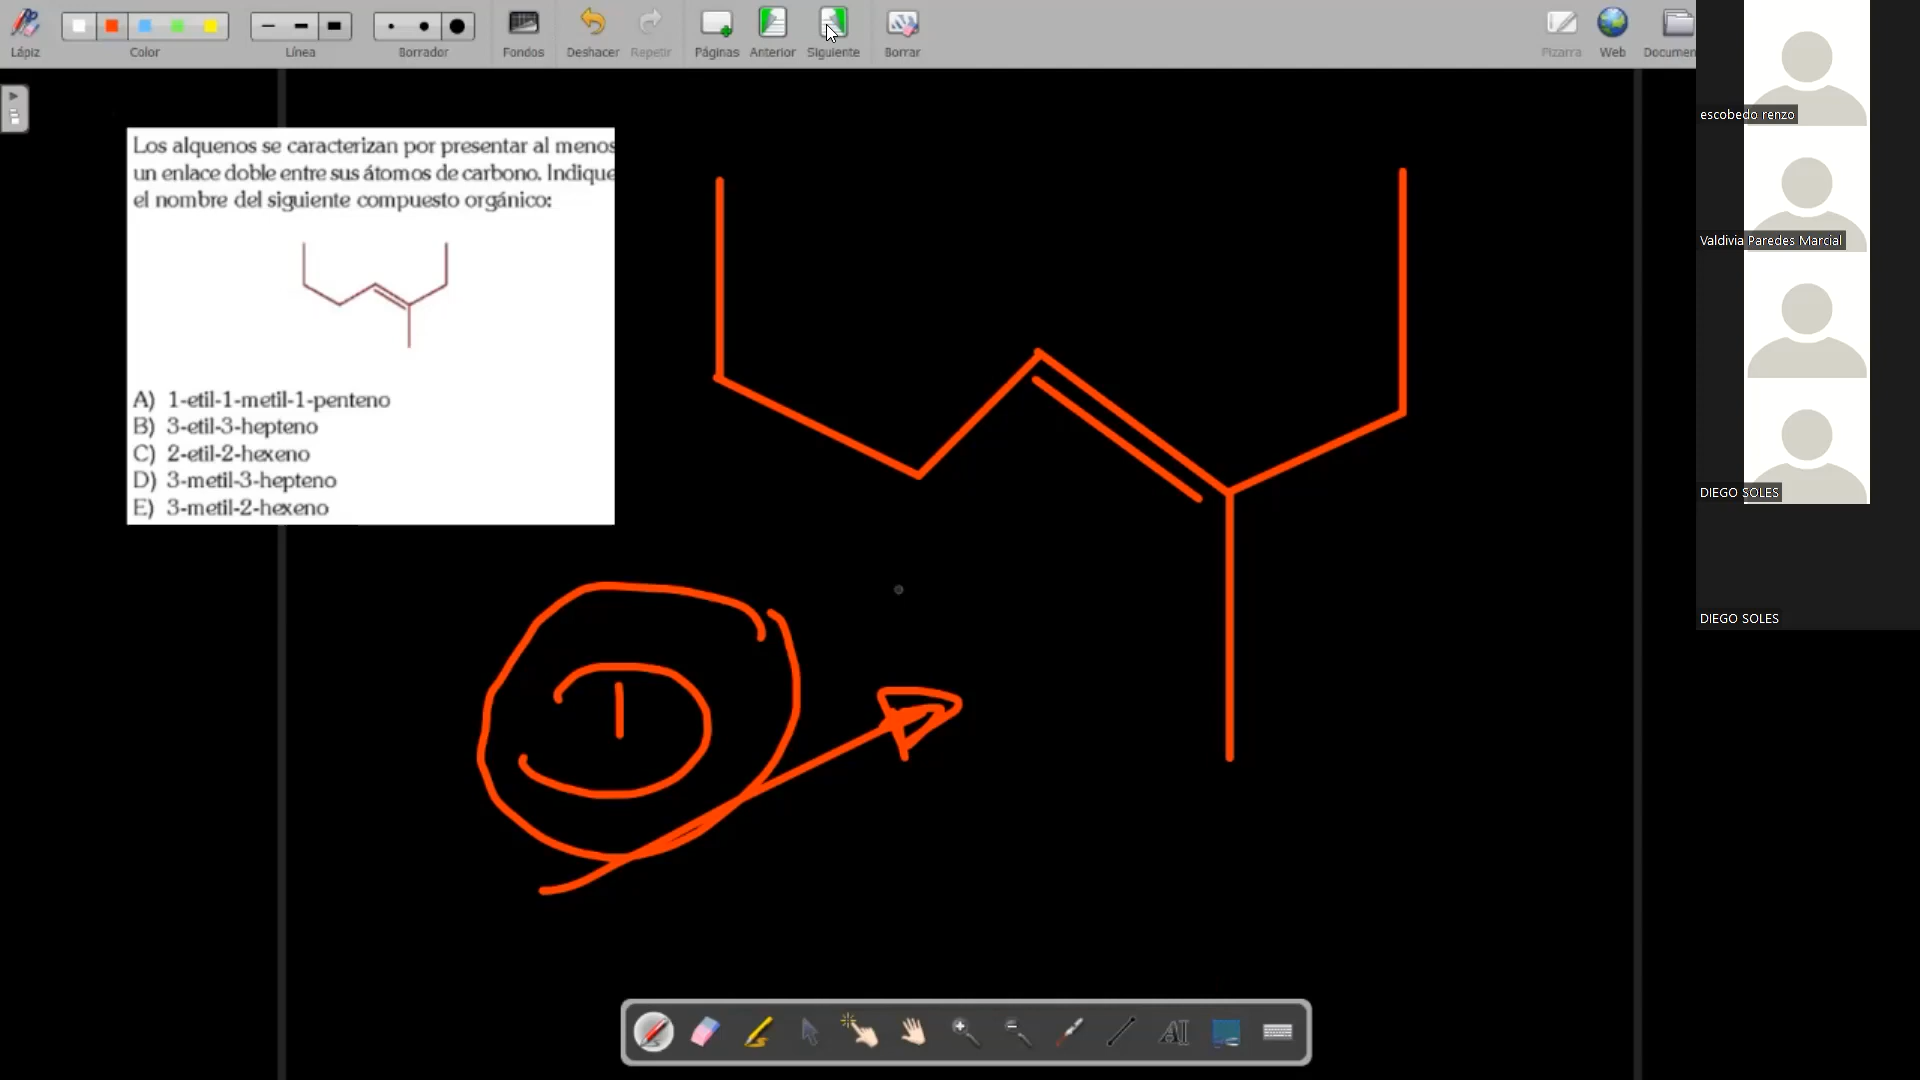 Lápiz
Color
Línea
Borrador
Fondos
Deshacer
Repetir
Páginas
Anterior
Siguiente
Borrar
Pizarra
Web
Documen
Los alquenos se caracterizan por presentar al menos
un enlace doble entre sus átomos de carbono. Indique
el nombre del siguiente compuesto orgánico:
A) 1-etil-1-metil-1-penteno
B) 3-etil-3-hepteno
C) 2-etil-2-hexeno
D) 3-metil-3-hepteno
E) 3-metil-2-hexeno
1
AI
escobedo renzo
Valdivia Paredes Marcial
DIEGO SOLES
DIEGO SOLES